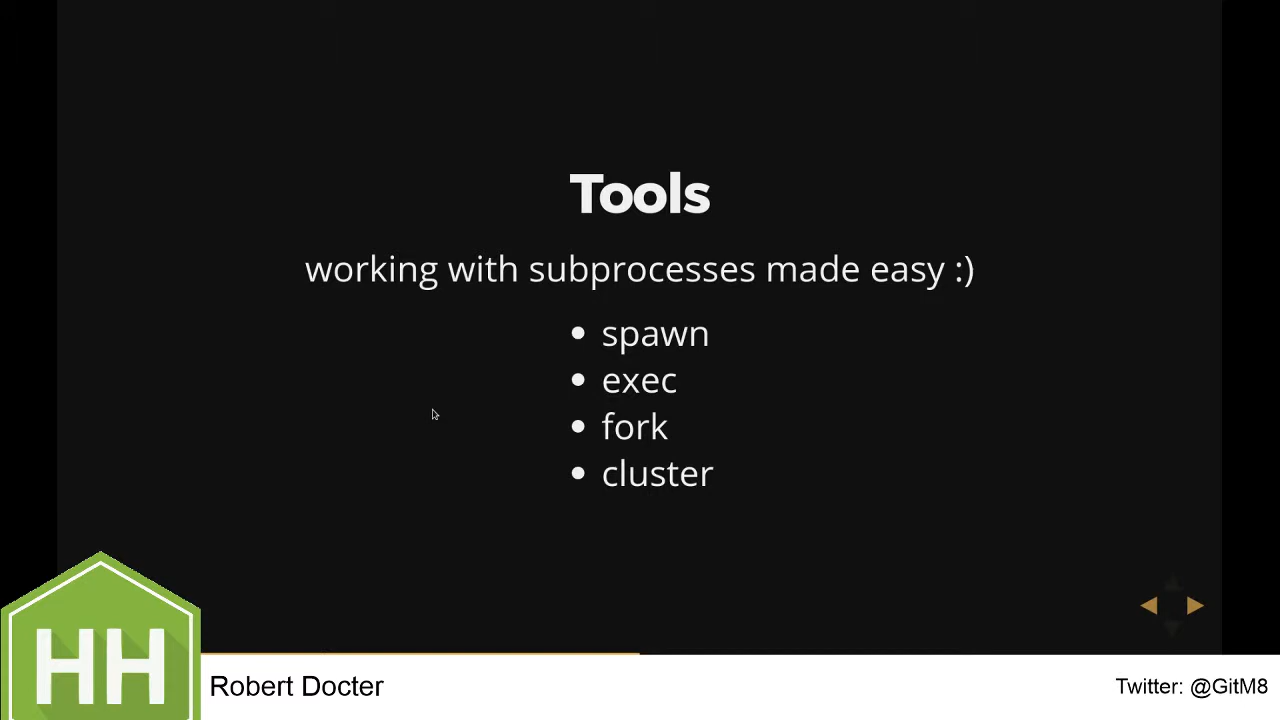 Tools
working with subprocesses made easy :)
spawn
exec
fork
cluster
HH
Robert Docter
Twitter: @GitM8